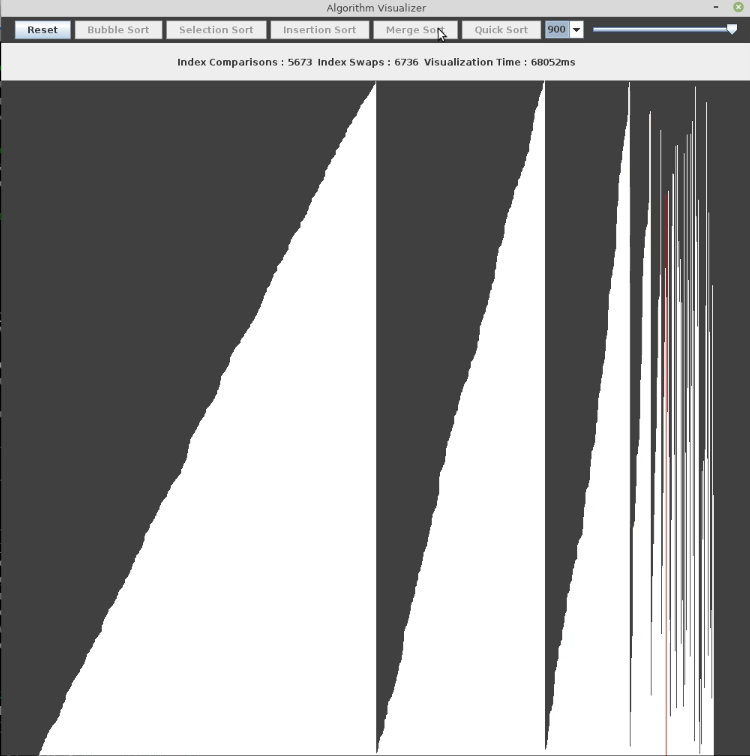 Algorithm Visualizer
Reset Bubble Sort Selection Sort Insertion Sort Merge Sort Quick Sort 900
Index Comparisons : 5673 Index Swaps : 6736 Visualization Time : 68052ms